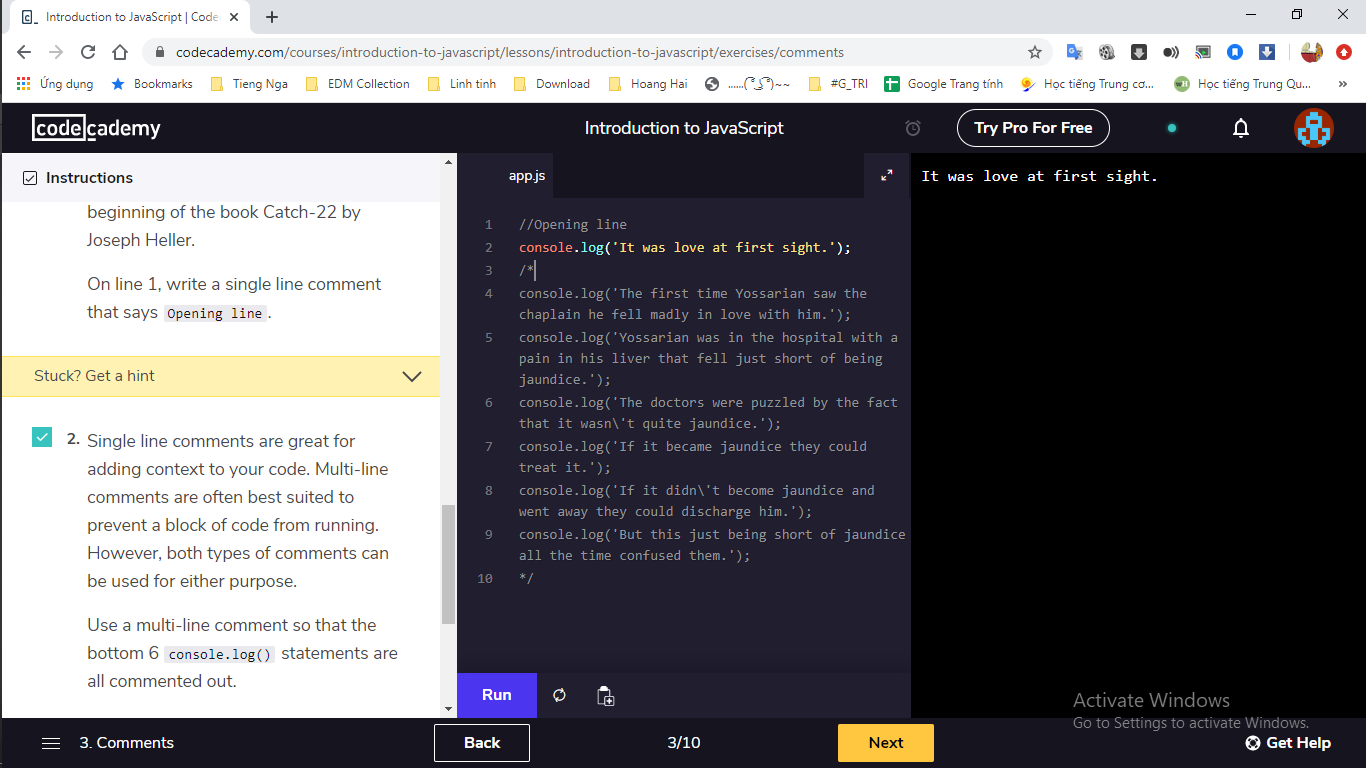 Introduction to JavaScript | Code
codecademy.com/courses/introduction-to-javascript/lessons/introduction-to-javascript/exercises/comments
Ứng dụng Bookmarks Tieng Nga EDM Collection Linh tinh Download Hoang Hai ......( ͡° ͜ʖ ͡°)~~ #G_TRI Google Trang tính Học tiếng Trung cơ... Học tiếng Trung Qu... »
codecademy Introduction to JavaScript Try Pro For Free
Instructions
beginning of the book Catch-22 by
Joseph Heller.
On line 1, write a single line comment
that says Opening line .
Stuck? Get a hint
2. Single line comments are great for
adding context to your code. Multi-line
comments are often best suited to
prevent a block of code from running.
However, both types of comments can
be used for either purpose.
Use a multi-line comment so that the
bottom 6 console.log() statements are
all commented out.
app.js
1 //Opening line
2 console.log('It was love at first sight.');
3 /*
4 console.log('The first time Yossarian saw the
chaplain he fell madly in love with him.');
5 console.log('Yossarian was in the hospital with a
pain in his liver that fell just short of being
jaundice.');
6 console.log('The doctors were puzzled by the fact
that it wasn\'t quite jaundice.');
7 console.log('If it became jaundice they could
treat it.');
8 console.log('If it didn\'t become jaundice and
went away they could discharge him.');
9 console.log('But this just being short of jaundice
all the time confused them.');
10 */
Run
It was love at first sight.
Activate Windows
Go to Settings to activate Windows.
3. Comments Back 3/10 Next Get Help